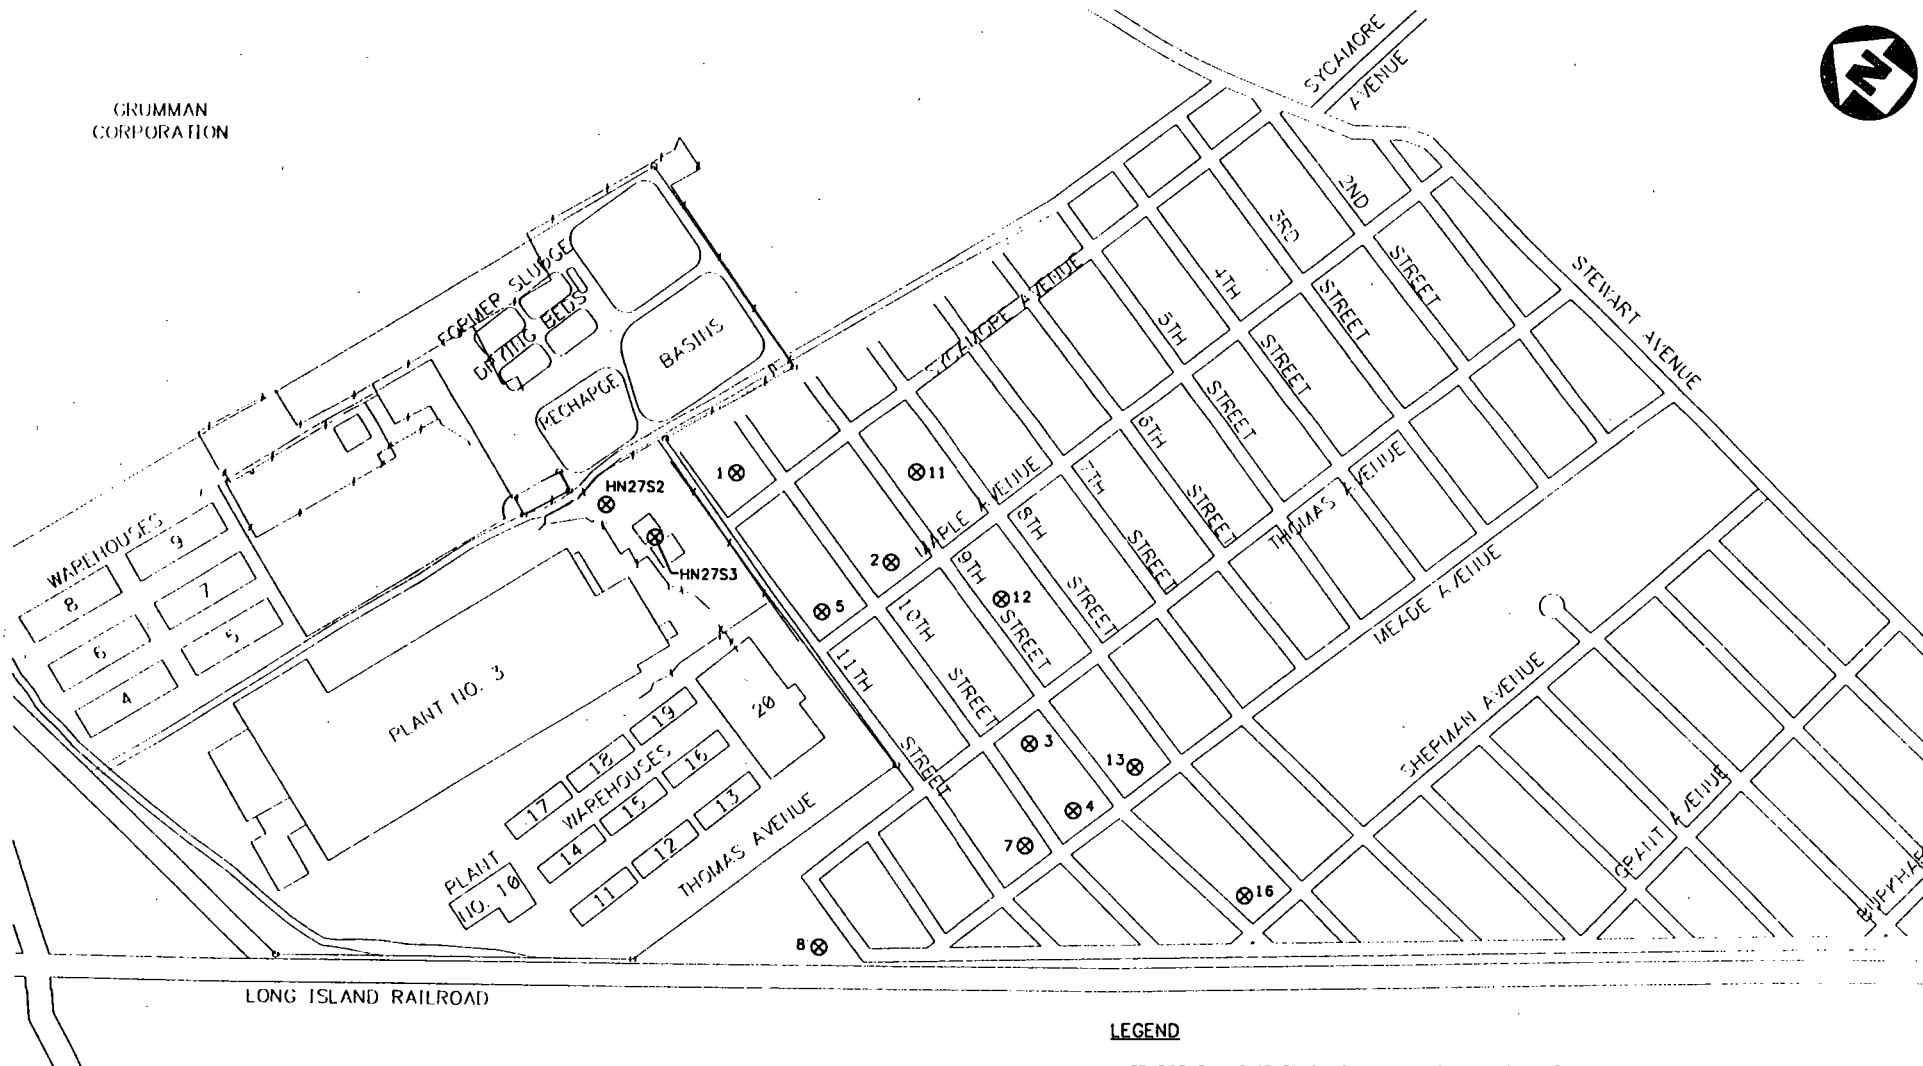 GRUMMAN
CORPORATION
SYCAMORE
AVENUE
N
2ND
STREET
3RD
STREET
4TH
STREET
5TH
STREET
6TH
STREET
7TH
STREET
8TH
STREET
9TH
STREET
10TH
STREET
11TH
STREET
STEWART AVENUE
SYCAMORE AVENUE
MAPLE AVENUE
THOMAS AVENUE
MEADE AVENUE
SHERMAN AVENUE
GRANT AVENUE
FORMER SLUDGE
DRYING BEDS
RECHARGE
BASINS
WAREHOUSES
9
8
7
6
5
4
HN27S2
HN27S3
PLANT NO. 3
1
11
2
5
12
3
13
4
7
16
8
20
19
18
17
WAREHOUSES
16
15
14
13
12
11
PLANT
NO. 10
THOMAS AVENUE
LONG ISLAND RAILROAD
LEGEND